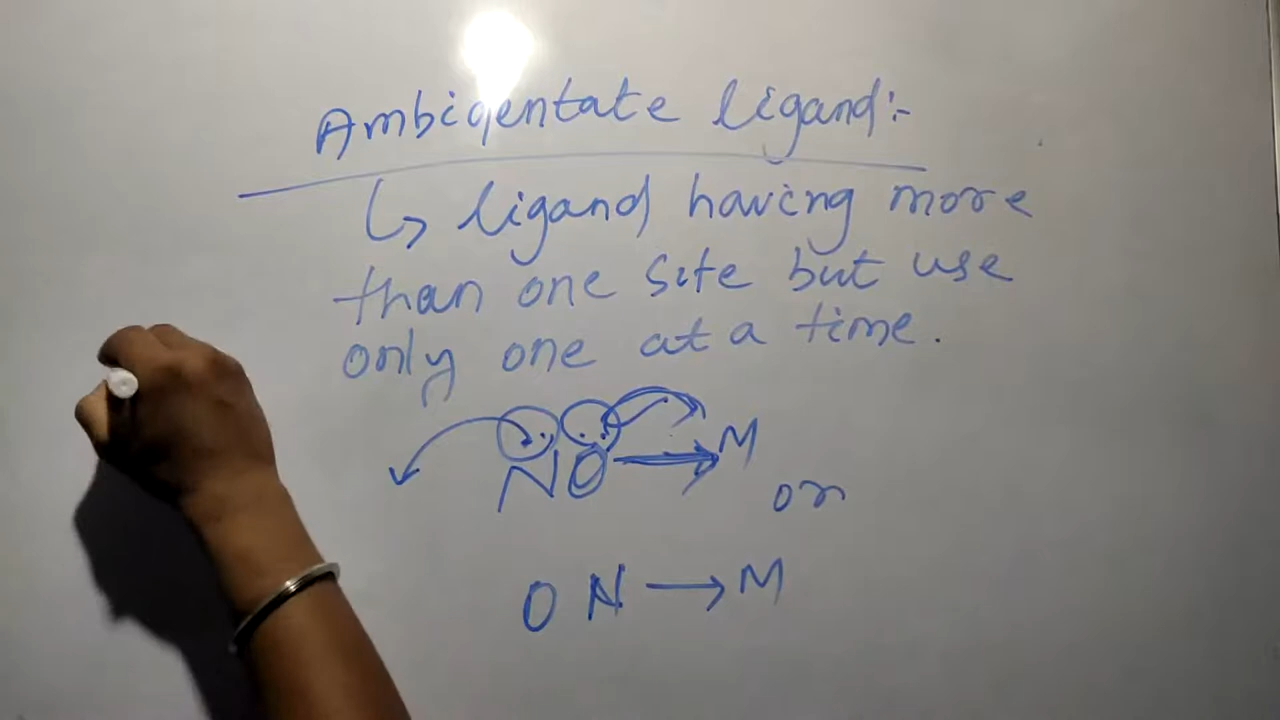 Ambidentate ligand:-
↳ ligand having more
than one site but use
only one at a time.
NO → M
or
ON → M